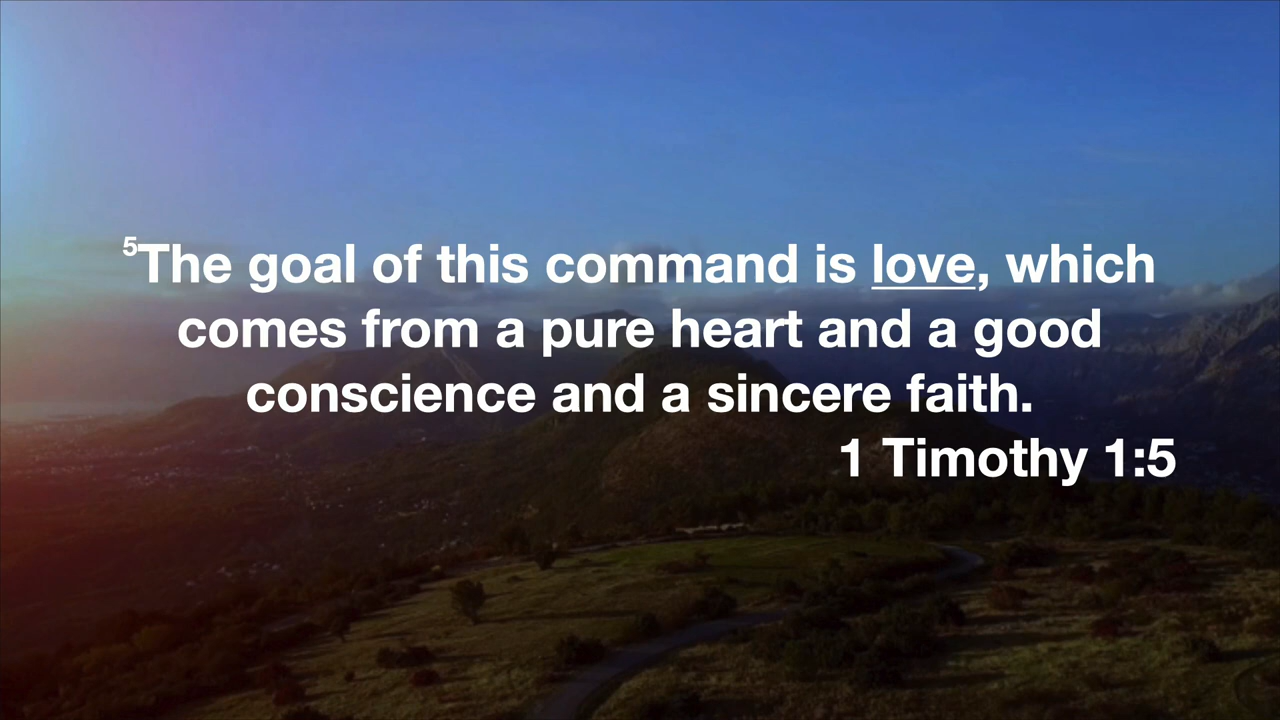 ⁵The goal of this command is love, which
comes from a pure heart and a good
conscience and a sincere faith.
1 Timothy 1:5